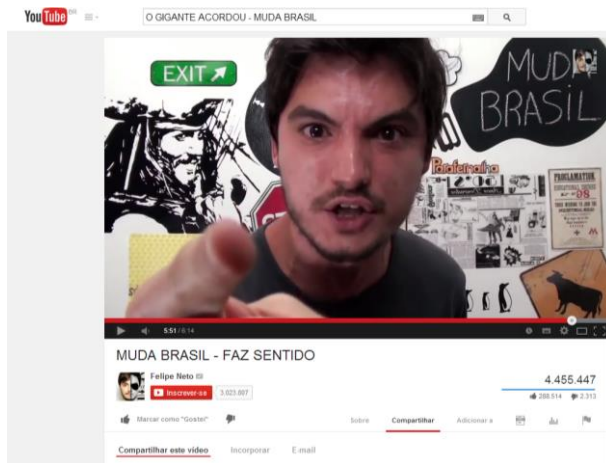 YouTube BR
O GIGANTE ACORDOU - MUDA BRASIL
EXIT
MUD
BRASIL
Parafernalha
PROCLAMATION
5:51 / 6:14
MUDA BRASIL - FAZ SENTIDO
Felipe Neto
Inscrever-se 3.023.807
4.455.447
288.514 2.313
Marcar como "Gostei"
Sobre Compartilhar Adicionar a
Compartilhar este vídeo Incorporar E-mail